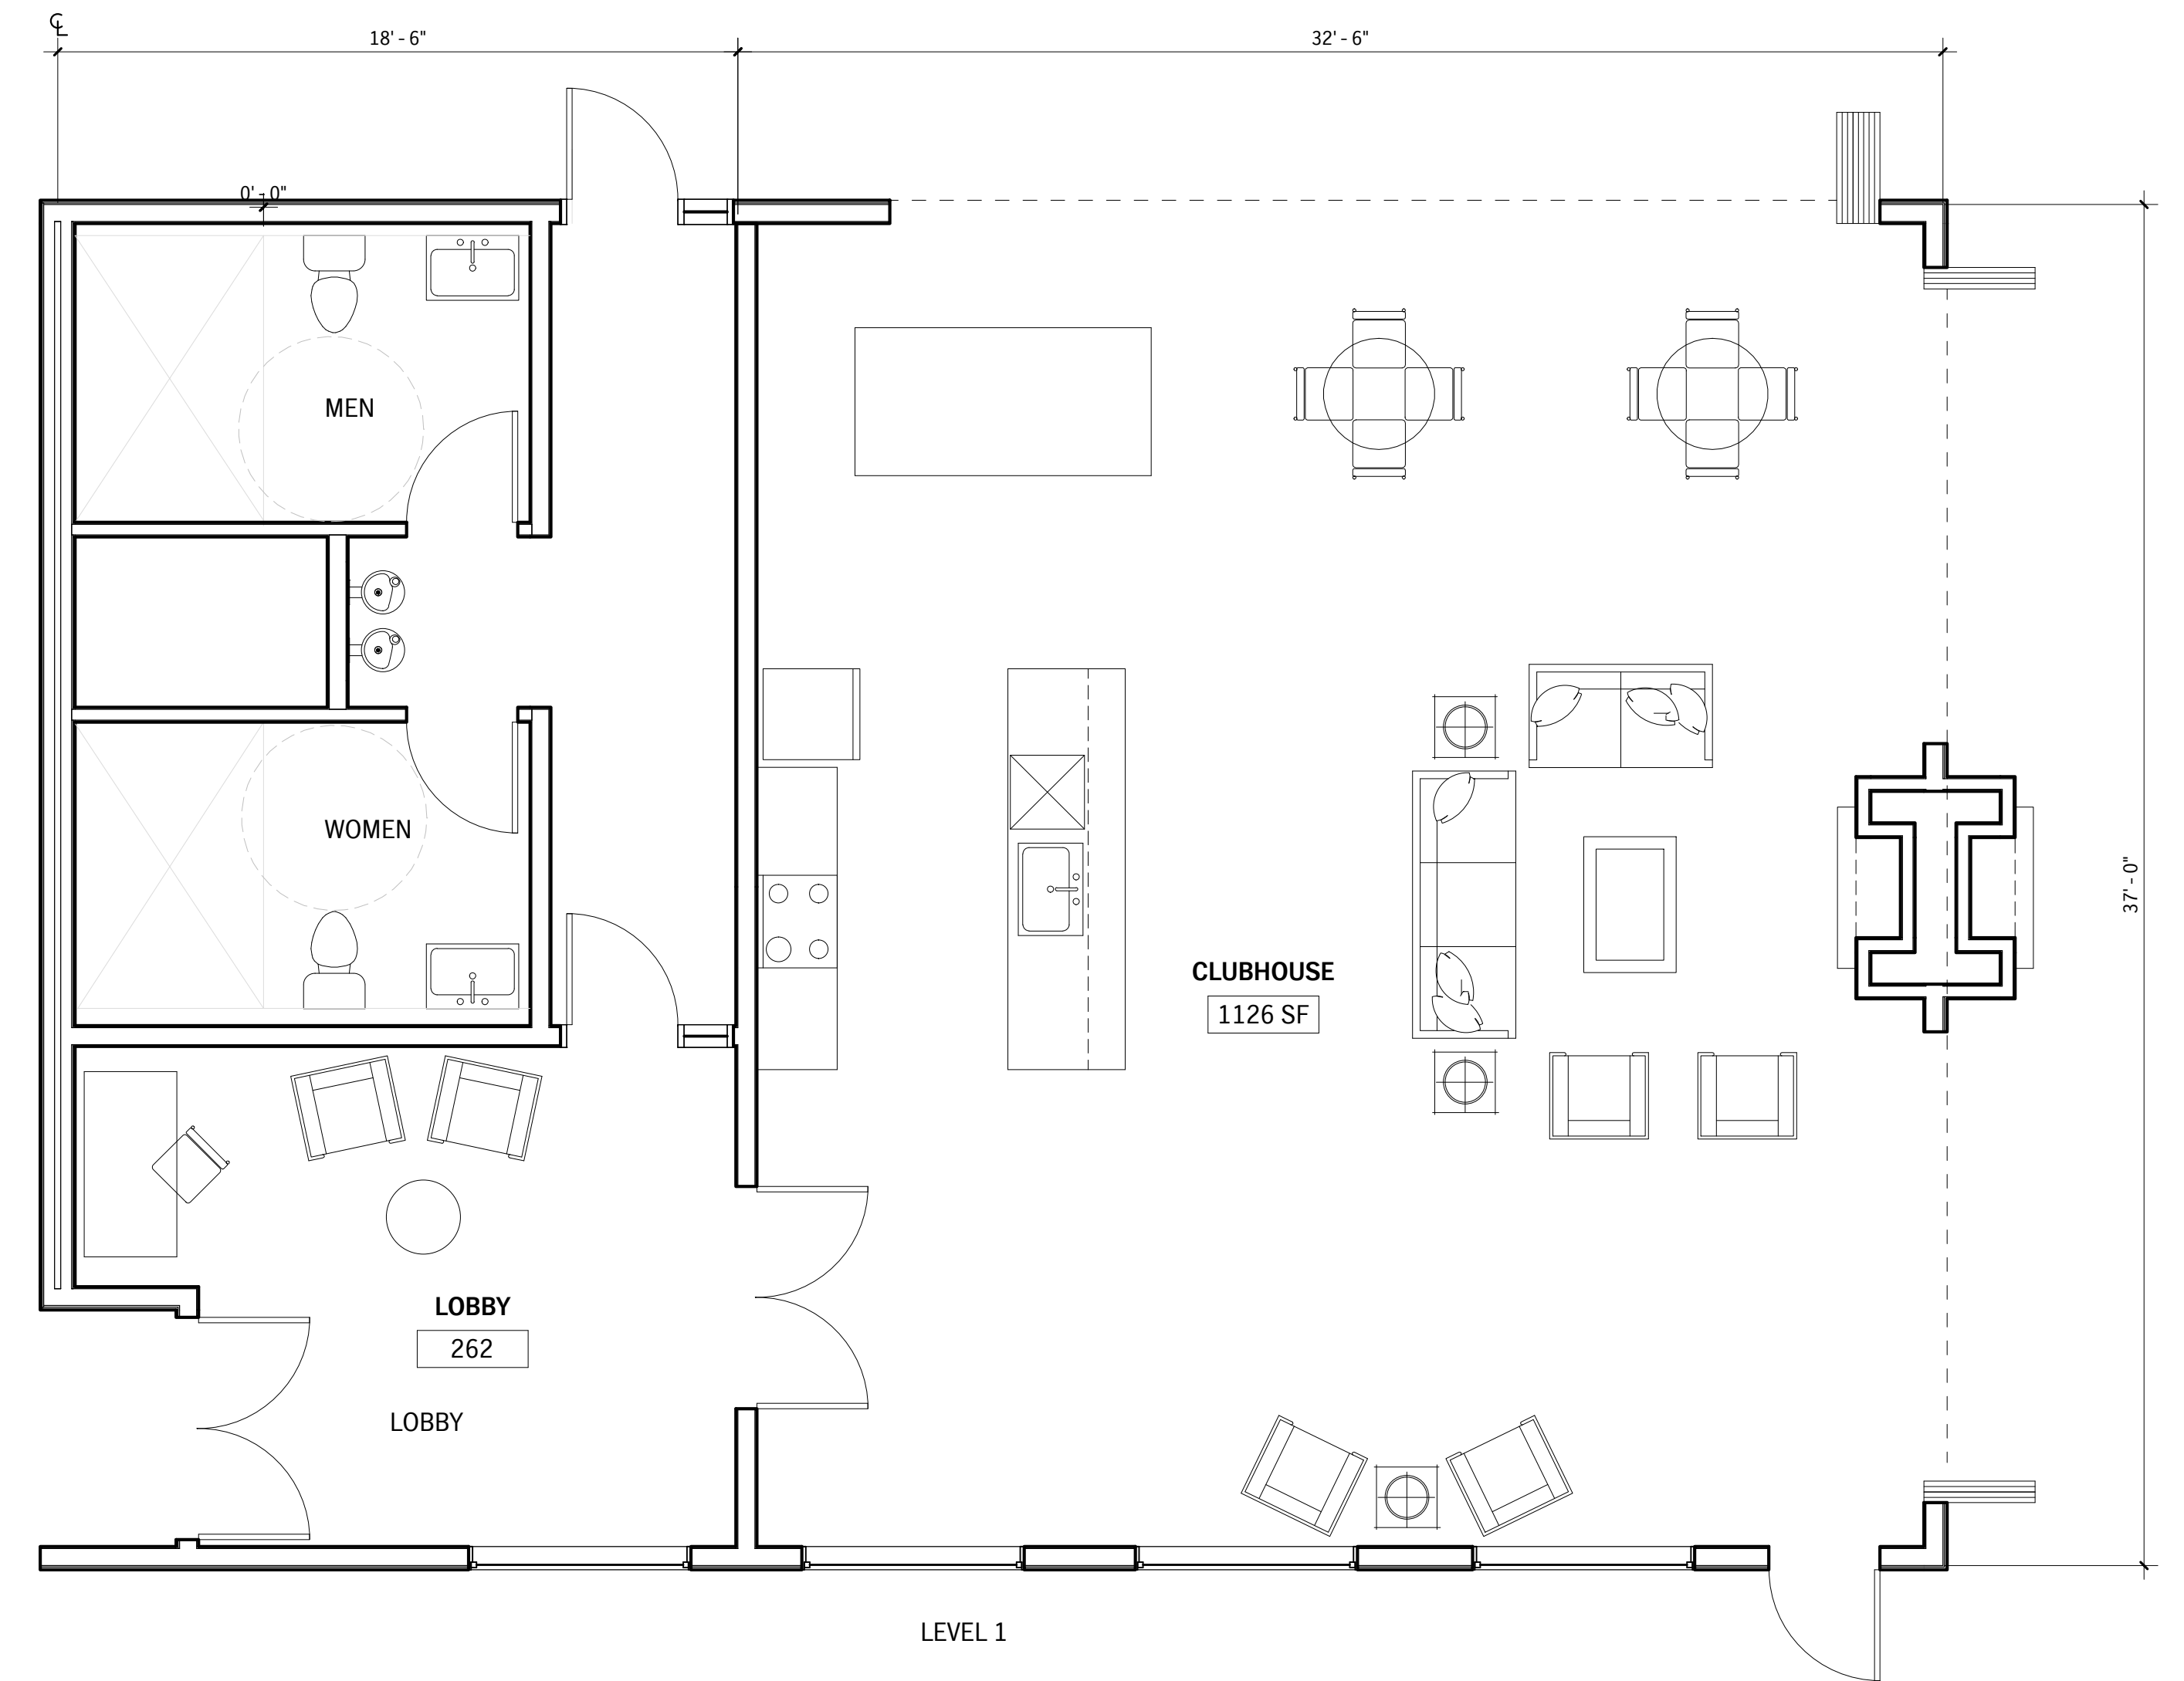 ℄
18' - 6"
32' - 6"
0' - 0"
MEN
WOMEN
37' - 0"
CLUBHOUSE
1126 SF
LOBBY
262
LOBBY
LEVEL 1